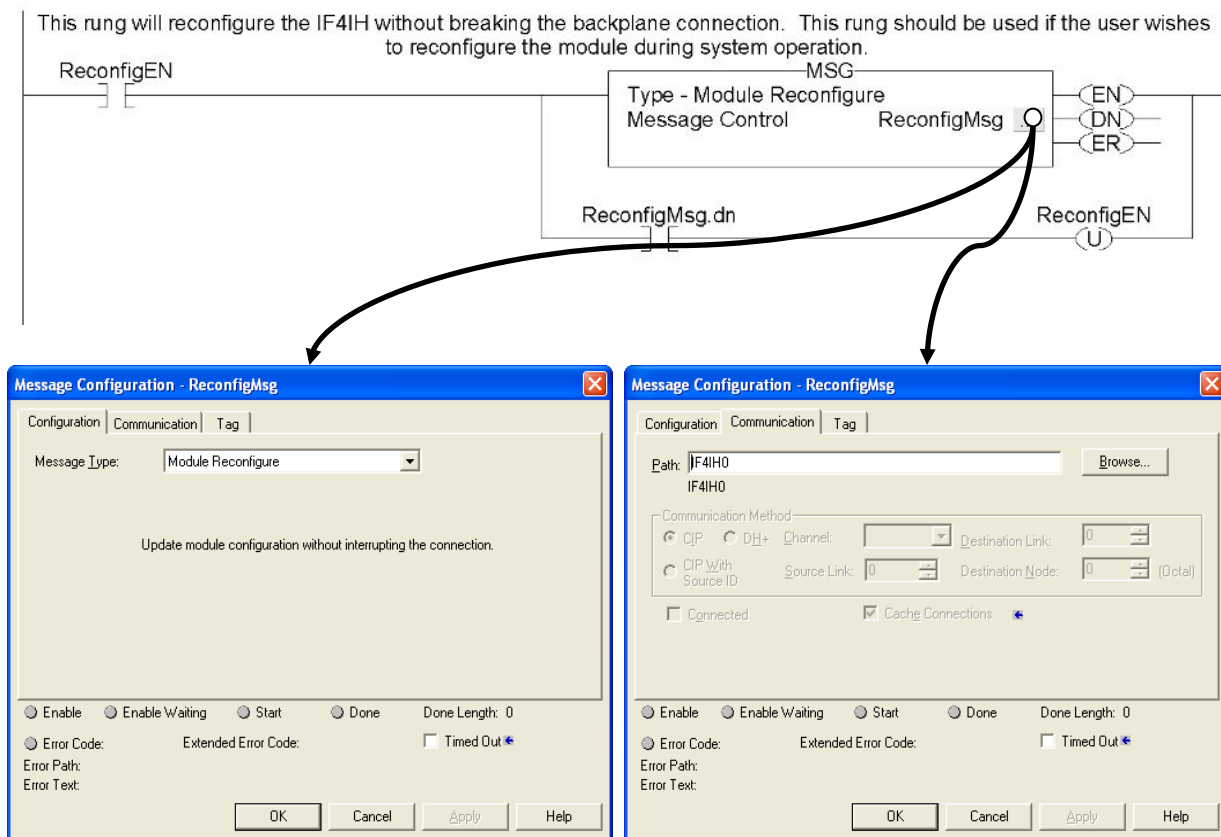 This rung will reconfigure the IF4IH without breaking the backplane connection. This rung should be used if the user wishes
to reconfigure the module during system operation.
ReconfigEN
MSG
Type - Module Reconfigure
Message Control ReconfigMsg ...
EN
DN
ER
ReconfigMsg.dn
ReconfigEN
U
Message Configuration - ReconfigMsg
Configuration Communication Tag
Message Type: Module Reconfigure
Update module configuration without interrupting the connection.
Enable Enable Waiting Start Done Done Length: 0
Error Code: Extended Error Code: Timed Out
Error Path:
Error Text:
OK Cancel Apply Help
Message Configuration - ReconfigMsg
Configuration Communication Tag
Path: IF4IH0 Browse...
IF4IH0
Communication Method
CIP DH+ Channel: Destination Link: 0
CIP With Source ID Source Link: 0 Destination Node: 0 (Octal)
Connected Cache Connections
Enable Enable Waiting Start Done Done Length: 0
Error Code: Extended Error Code: Timed Out
Error Path:
Error Text:
OK Cancel Apply Help